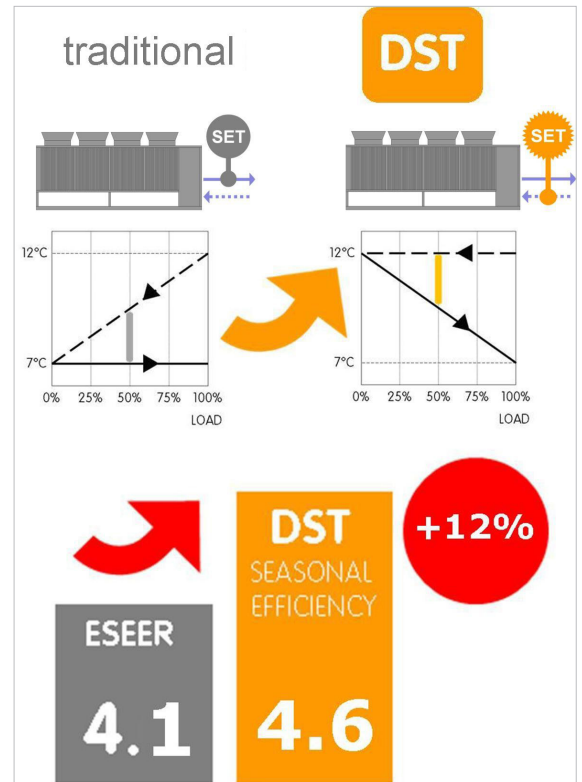 traditional
DST
SET
SET
12°C
7°C
0% 25% 50% 75% 100%
LOAD
12°C
7°C
0% 25% 50% 75% 100%
LOAD
ESEER
4.1
DST
SEASONAL
EFFICIENCY
4.6
+12%